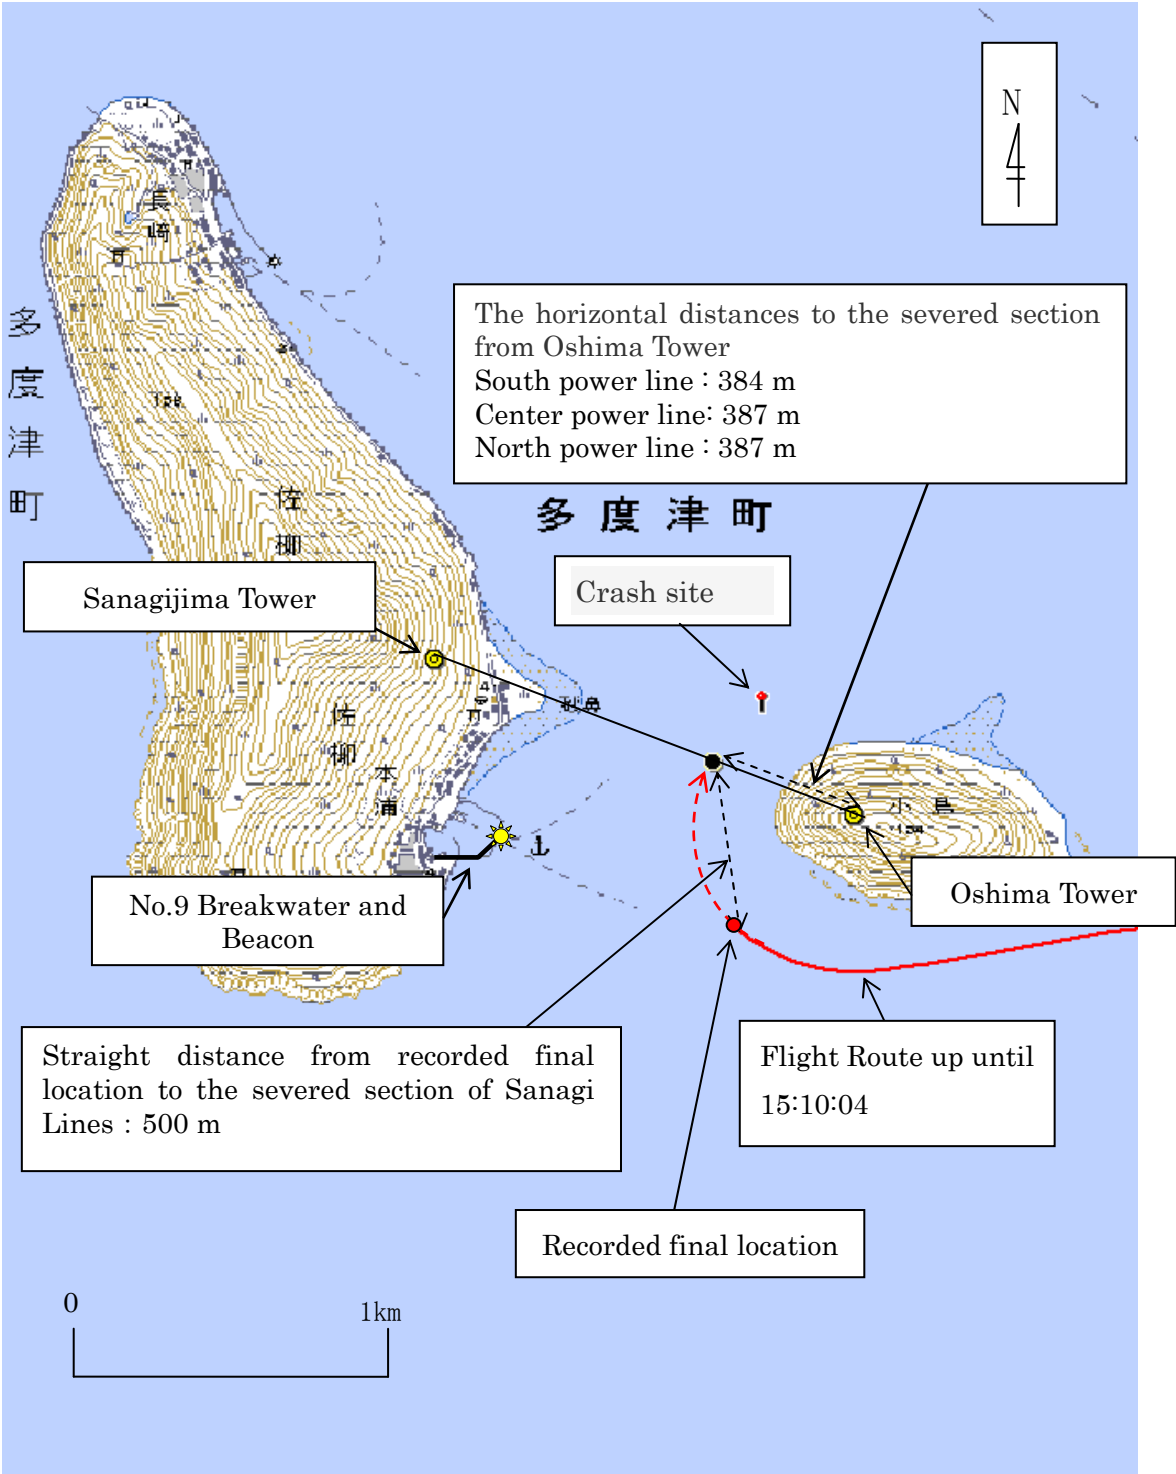 N
長
崎
多
度
津
町
The horizontal distances to the severed section
from Oshima Tower
South power line : 384 m
Center power line: 387 m
North power line : 387 m
多度津町
佐
柳
Crash site
Sanagijima Tower
佐
柳
本
浦
小島
No.9 Breakwater and
Beacon
Oshima Tower
Straight distance from recorded final
location to the severed section of Sanagi
Lines : 500 m
Flight Route up until
15:10:04
Recorded final location
0
1km